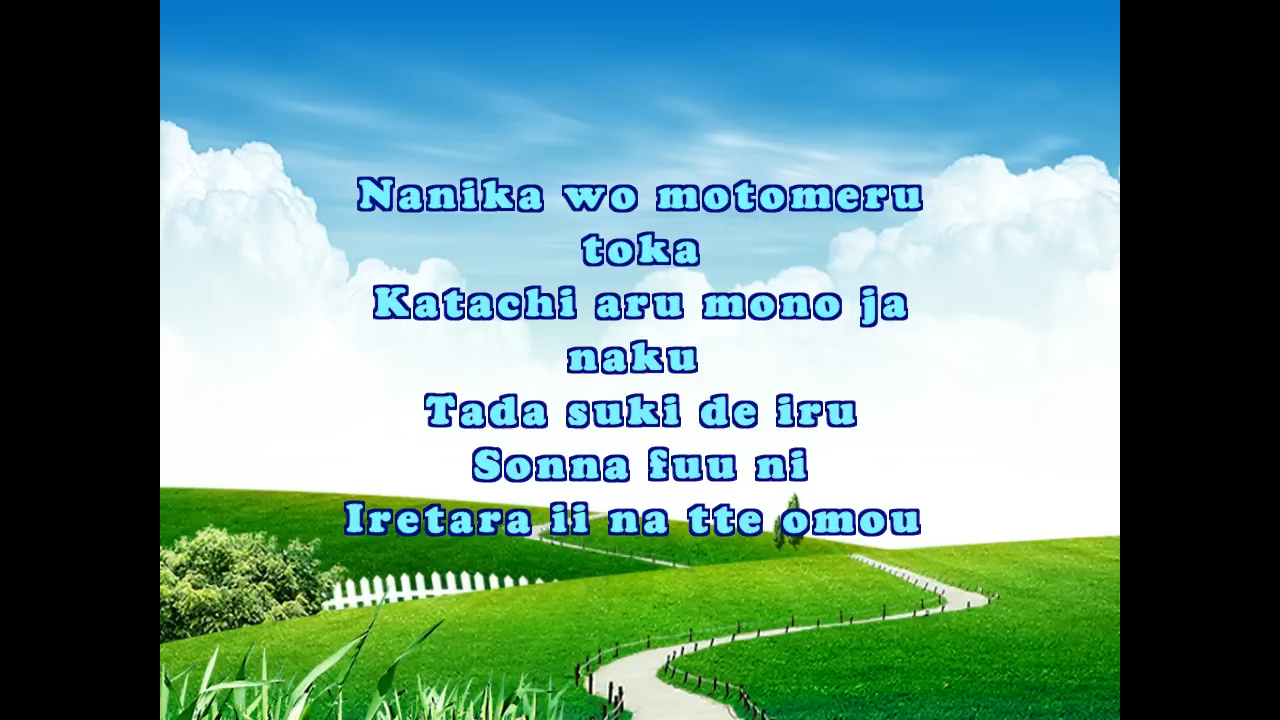 Nanika wo motomeru
toka
Katachi aru mono ja
naku
Tada suki de iru
Sonna fuu ni
Iretara ii na tte omou